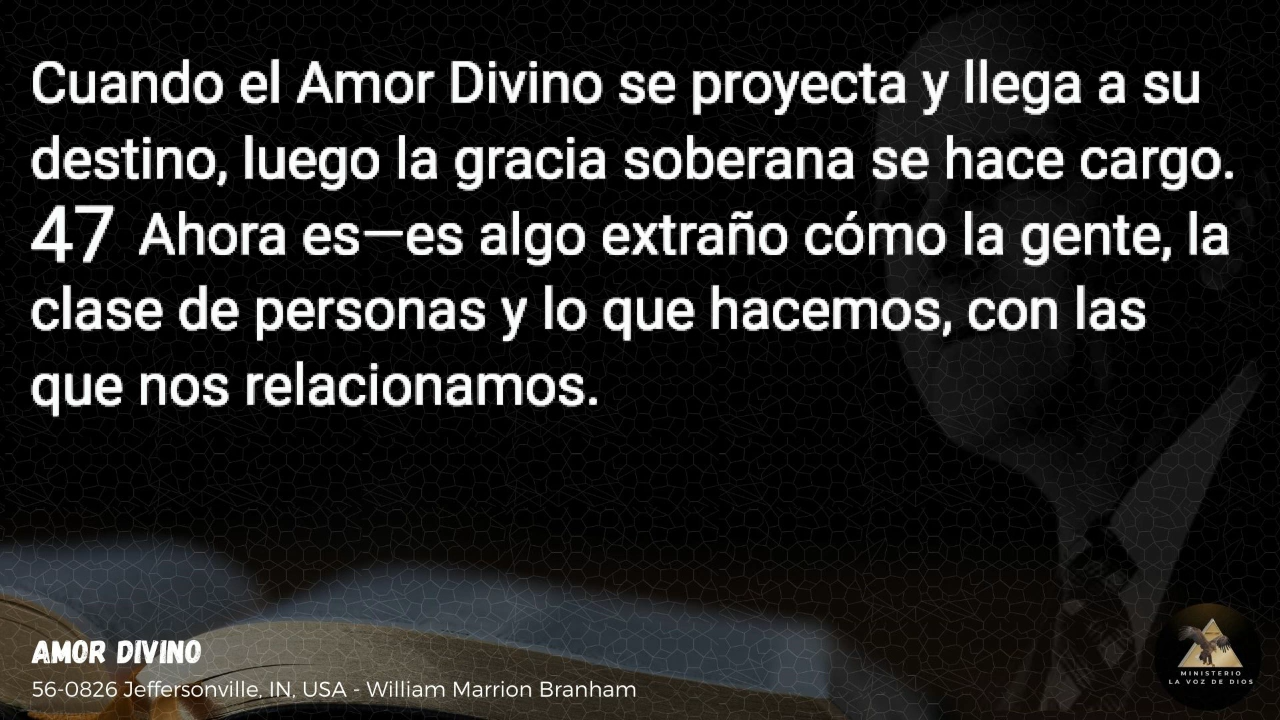 Cuando el Amor Divino se proyecta y llega a su
destino, luego la gracia soberana se hace cargo.
47 Ahora es—es algo extraño cómo la gente, la
clase de personas y lo que hacemos, con las
que nos relacionamos.
AMOR DIVINO
56-0826 Jeffersonville, IN, USA - William Marrion Branham
MINISTERIO
LA VOZ DE DIOS